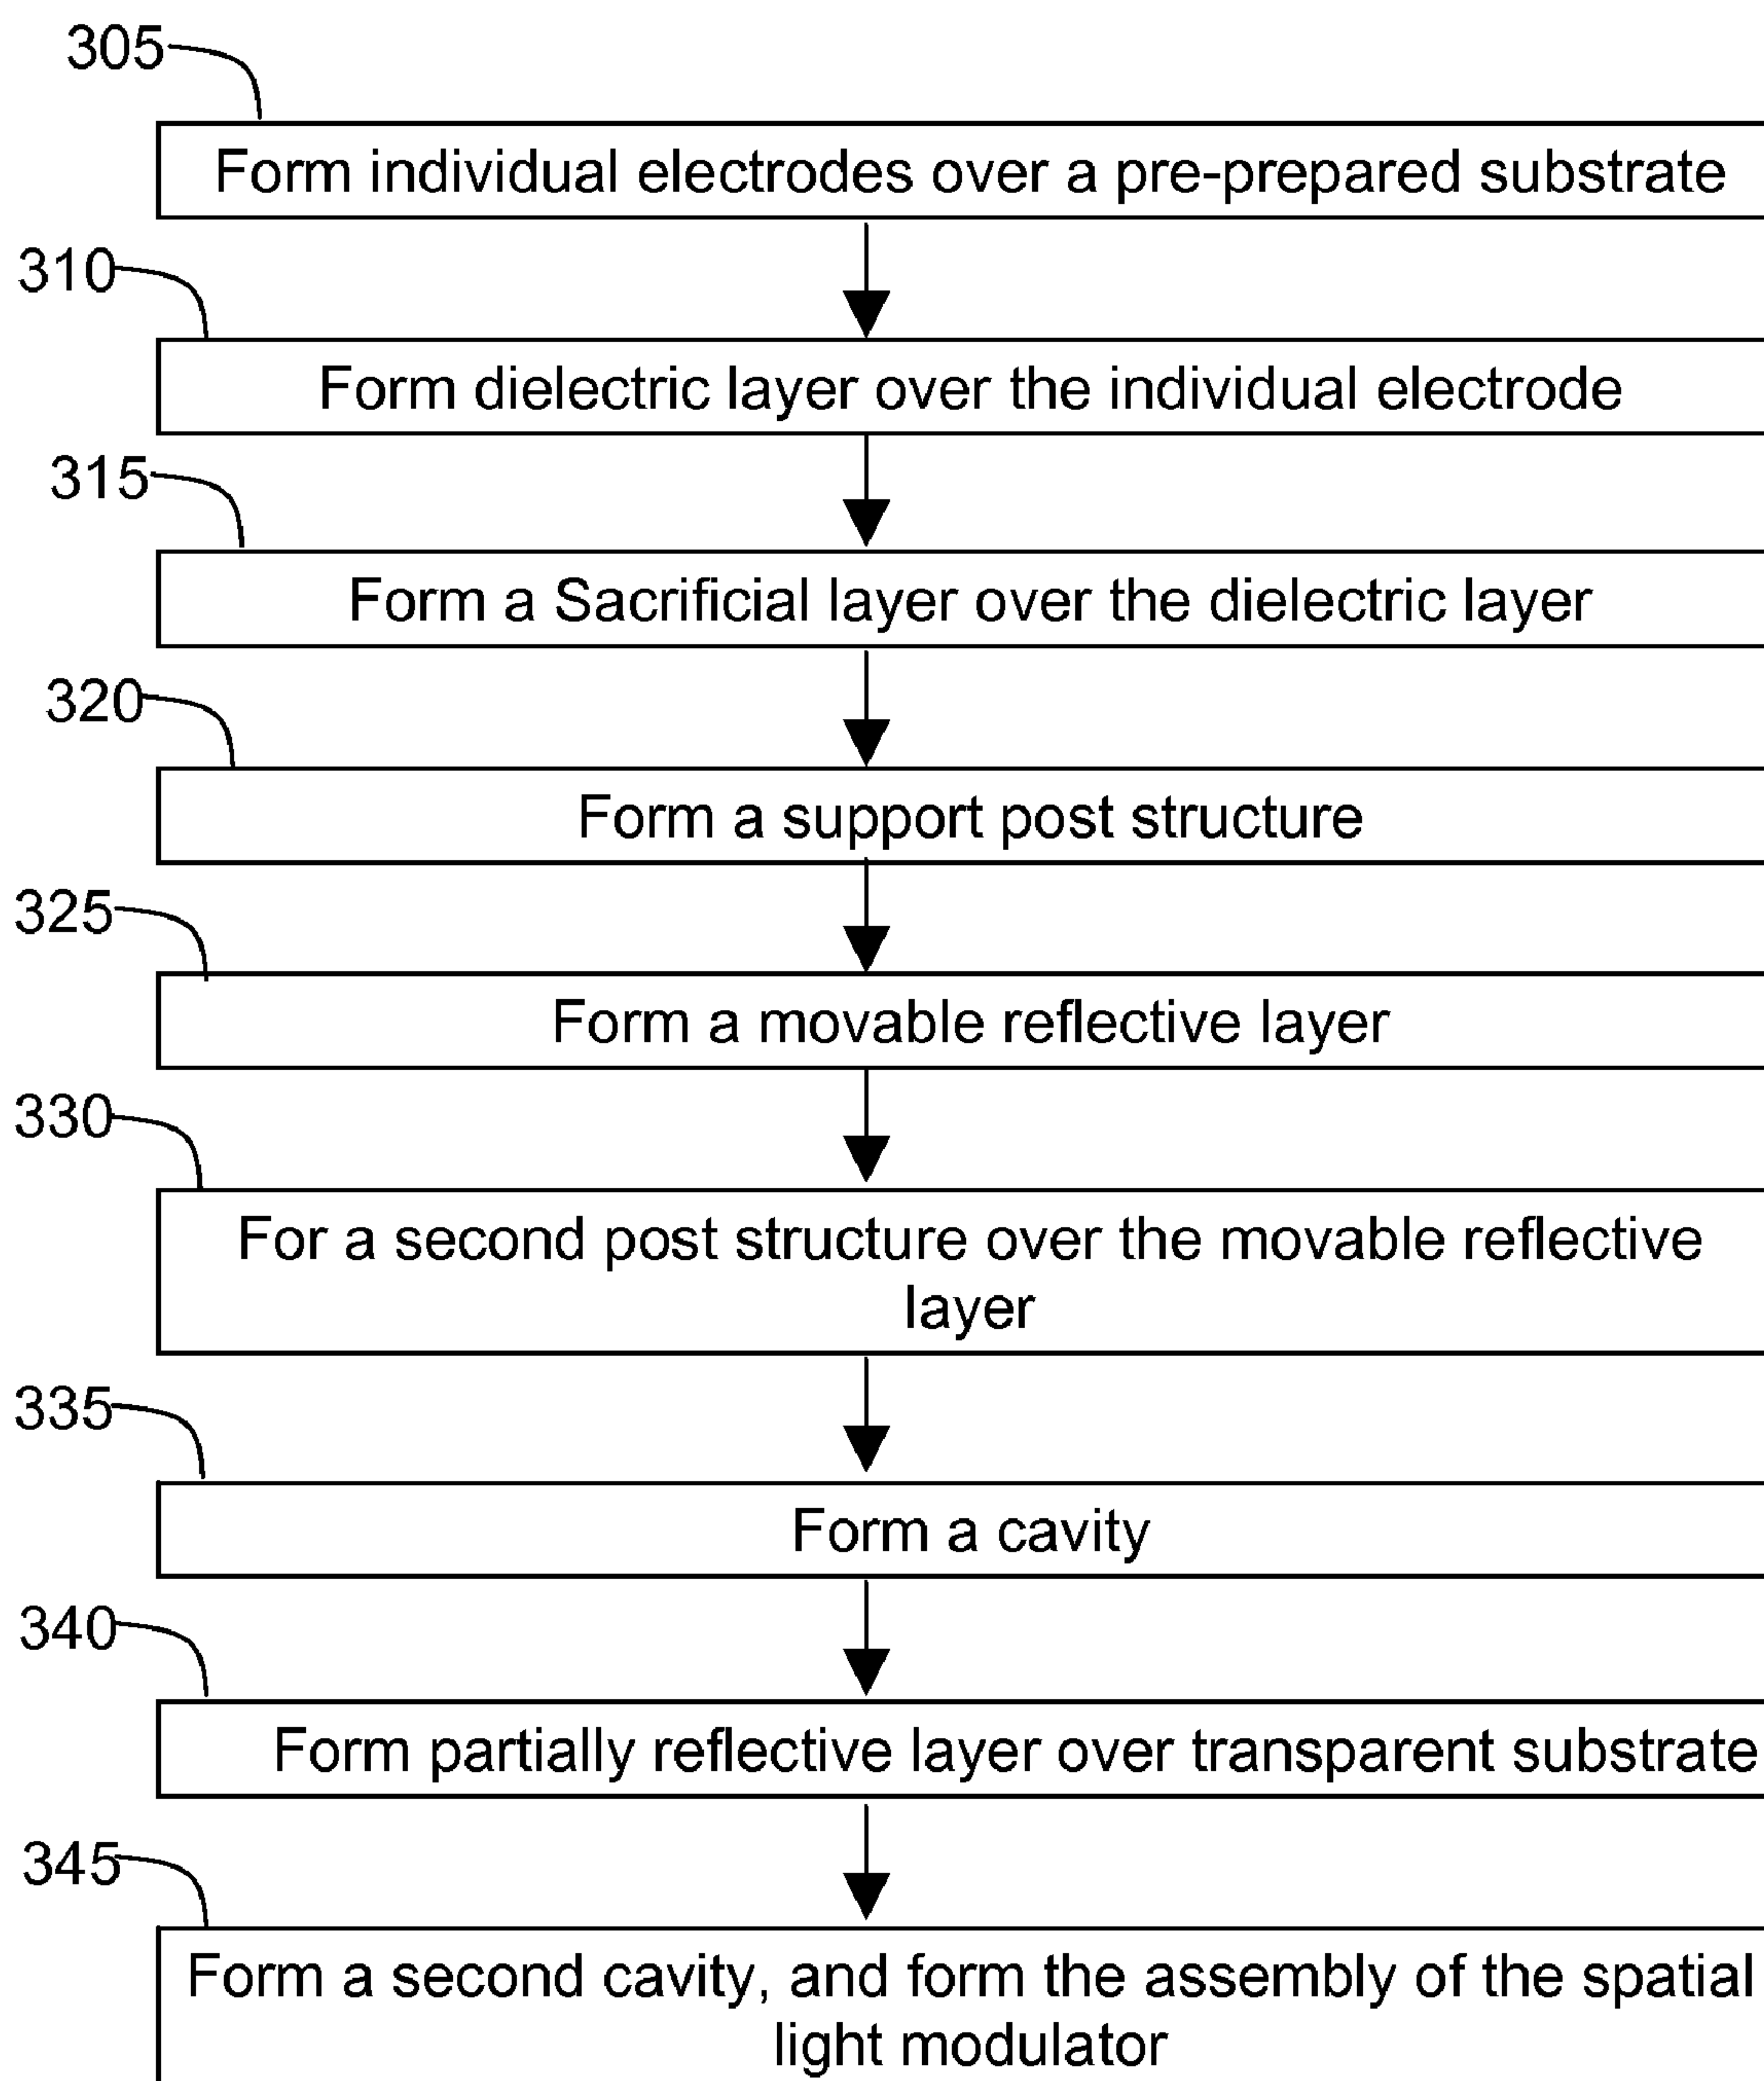 305
Form individual electrodes over a pre-prepared substrate
310
Form dielectric layer over the individual electrode
315
Form a Sacrificial layer over the dielectric layer
320
Form a support post structure
325
Form a movable reflective layer
330
For a second post structure over the movable reflective
layer
335
Form a cavity
340
Form partially reflective layer over transparent substrate
345
Form a second cavity, and form the assembly of the spatial
light modulator